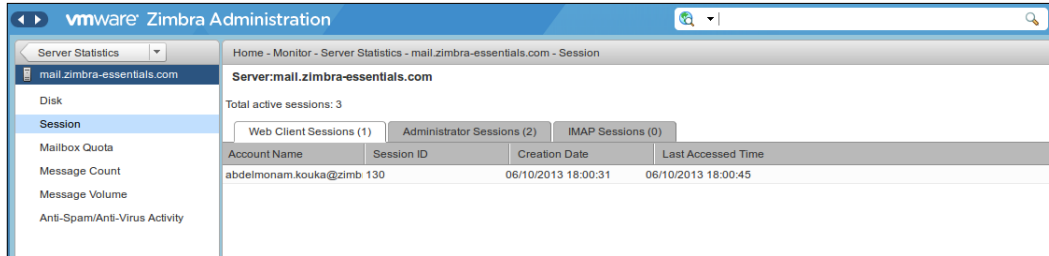 vmware Zimbra Administration
Server Statistics
Home - Monitor - Server Statistics - mail.zimbra-essentials.com - Session
mail.zimbra-essentials.com
Server:mail.zimbra-essentials.com
Disk
Total active sessions: 3
Session
Web Client Sessions (1) Administrator Sessions (2) IMAP Sessions (0)
Mailbox Quota
Account Name Session ID Creation Date Last Accessed Time
Message Count
abdelmonam.kouka@zimb 130 06/10/2013 18:00:31 06/10/2013 18:00:45
Message Volume
Anti-Spam/Anti-Virus Activity